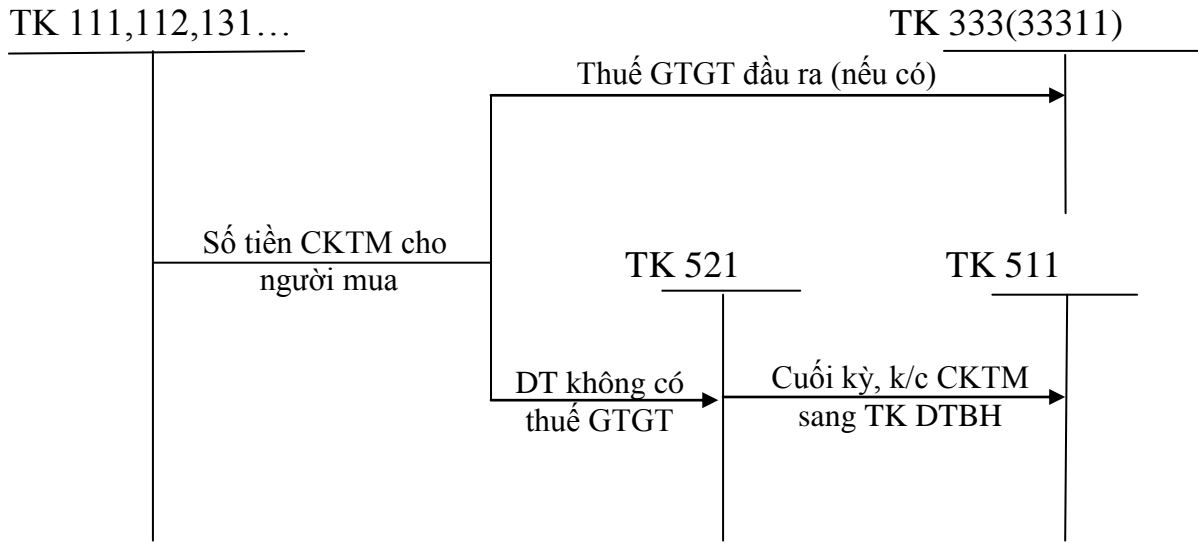 TK 111,112,131…
TK 333(33311)
Thuế GTGT đầu ra (nếu có)
Số tiền CKTM cho
người mua
TK 521
TK 511
DT không có
thuế GTGT
Cuối kỳ, k/c CKTM
sang TK DTBH